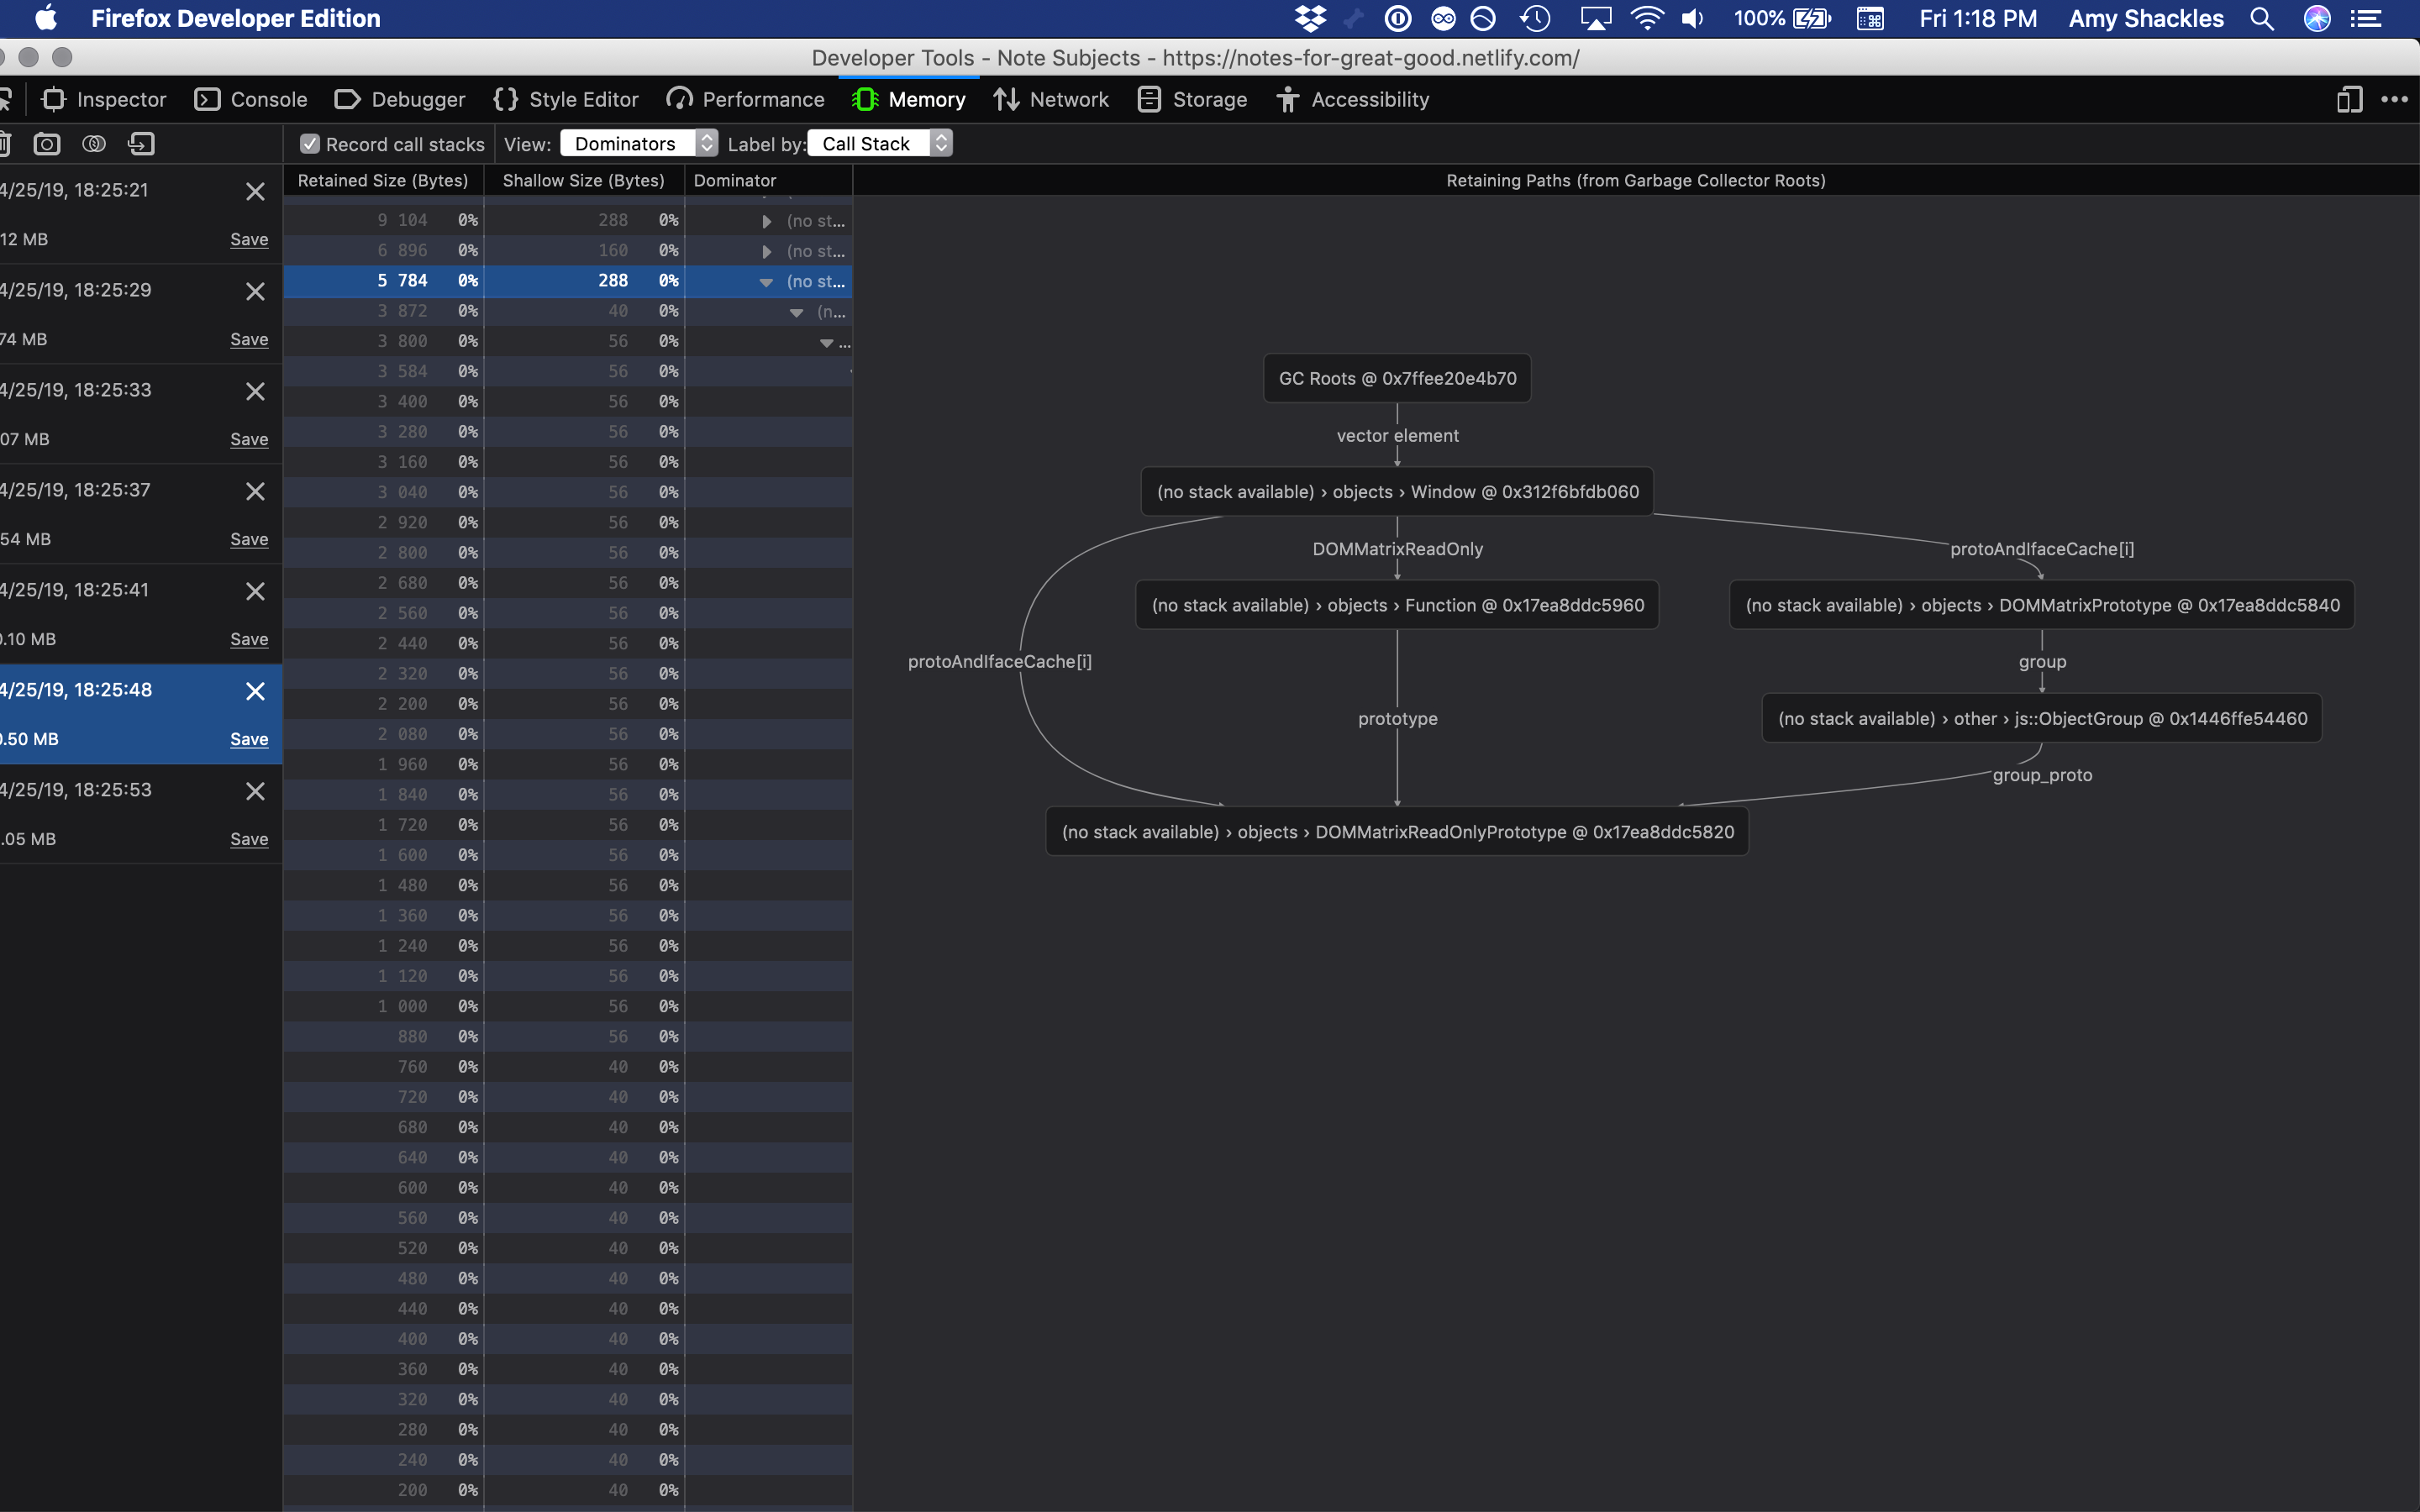 Firefox Developer Edition 100% Fri 1:18 PM Amy Shackles
Developer Tools - Note Subjects - https://notes-for-great-good.netlify.com/
Inspector Console Debugger Style Editor Performance Memory Network Storage Accessibility
Record call stacks View: Dominators Label by: Call Stack
4/25/19, 18:25:21
12 MB Save
4/25/19, 18:25:29
74 MB Save
4/25/19, 18:25:33
07 MB Save
4/25/19, 18:25:37
54 MB Save
4/25/19, 18:25:41
0.10 MB Save
4/25/19, 18:25:48
0.50 MB Save
4/25/19, 18:25:53
.05 MB Save
Retained Size (Bytes) Shallow Size (Bytes) Dominator
9 104 0% 288 0% (no st...
6 896 0% 160 0% (no st...
5 784 0% 288 0% (no st...
3 872 0% 40 0% (n...
3 800 0% 56 0% ...
3 584 0% 56 0%
3 400 0% 56 0%
3 280 0% 56 0%
3 160 0% 56 0%
3 040 0% 56 0%
2 920 0% 56 0%
2 800 0% 56 0%
2 680 0% 56 0%
2 560 0% 56 0%
2 440 0% 56 0%
2 320 0% 56 0%
2 200 0% 56 0%
2 080 0% 56 0%
1 960 0% 56 0%
1 840 0% 56 0%
1 720 0% 56 0%
1 600 0% 56 0%
1 480 0% 56 0%
1 360 0% 56 0%
1 240 0% 56 0%
1 120 0% 56 0%
1 000 0% 56 0%
880 0% 56 0%
760 0% 40 0%
720 0% 40 0%
680 0% 40 0%
640 0% 40 0%
600 0% 40 0%
560 0% 40 0%
520 0% 40 0%
480 0% 40 0%
440 0% 40 0%
400 0% 40 0%
360 0% 40 0%
320 0% 40 0%
280 0% 40 0%
240 0% 40 0%
200 0% 40 0%
Retaining Paths (from Garbage Collector Roots)
GC Roots @ 0x7ffee20e4b70
vector element
(no stack available) › objects › Window @ 0x312f6bfdb060
DOMMatrixReadOnly protoAndIfaceCache[i]
(no stack available) › objects › Function @ 0x17ea8ddc5960
(no stack available) › objects › DOMMatrixPrototype @ 0x17ea8ddc5840
protoAndIfaceCache[i] group
prototype
(no stack available) › other › js::ObjectGroup @ 0x1446ffe54460
group_proto
(no stack available) › objects › DOMMatrixReadOnlyPrototype @ 0x17ea8ddc5820